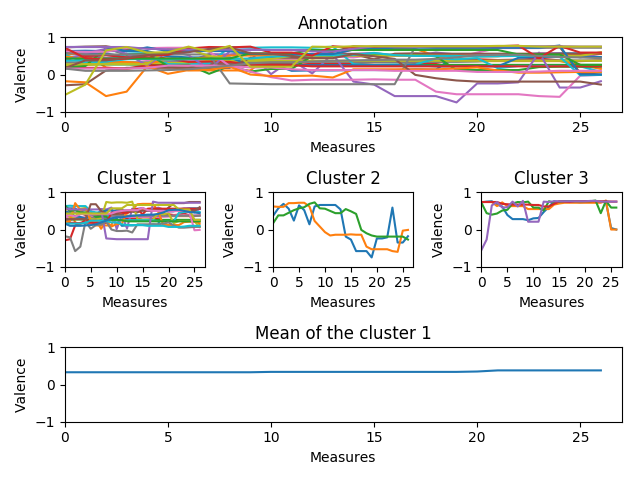 Annotation
Valence
1
0
−1
0 5 10 15 20 25
Measures
Cluster 1 Cluster 2 Cluster 3
Valence Valence Valence
1 1 1
0 0 0
−1 −1 −1
0 5 10 15 20 25 0 5 10 15 20 25 0 5 10 15 20 25
Measures Measures Measures
Mean of the cluster 1
Valence
1
0
−1
0 5 10 15 20 25
Measures